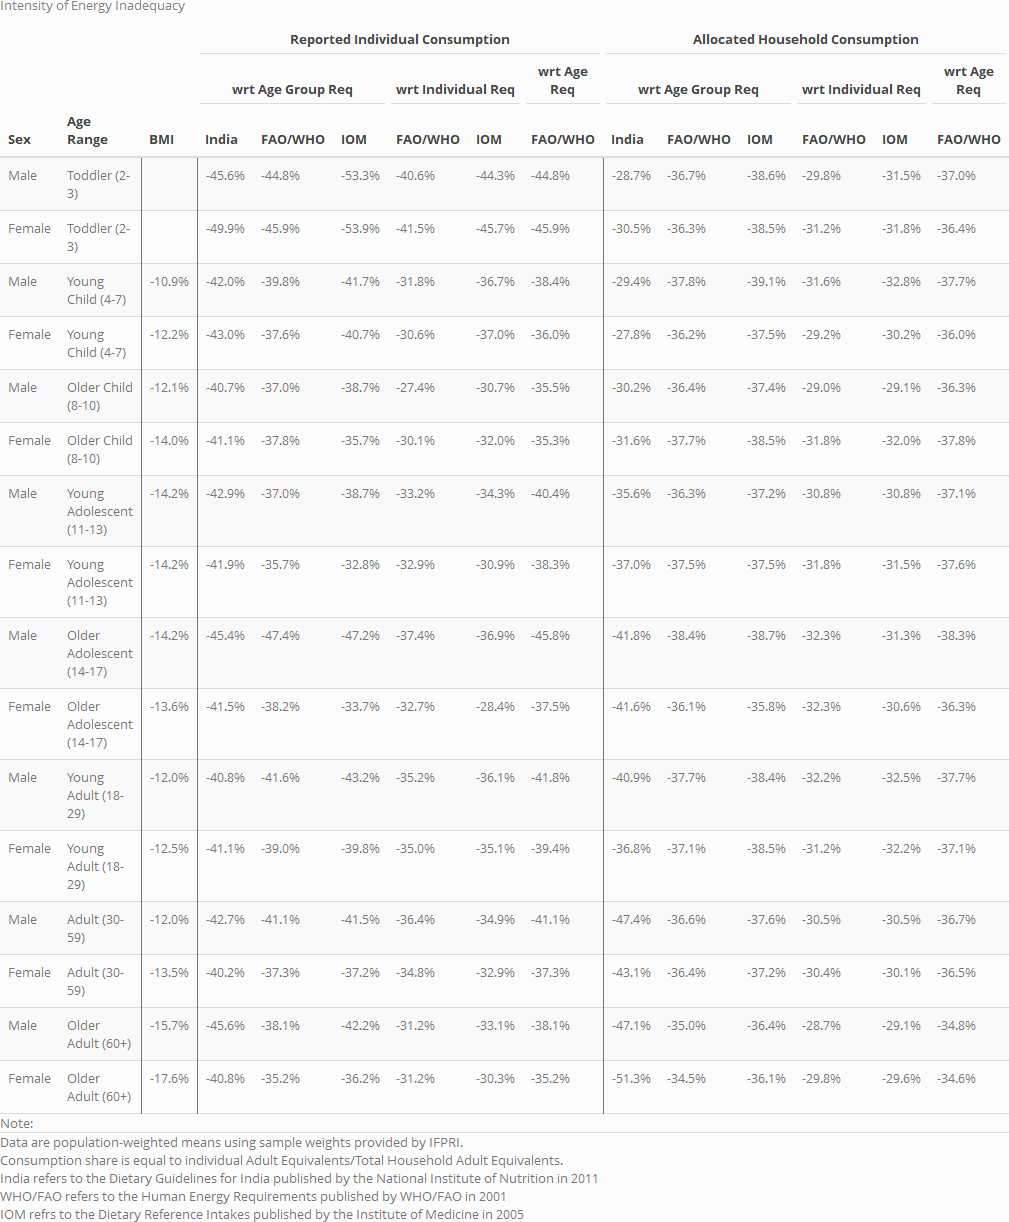 Intensity of Energy Inadequacy
Reported Individual Consumption Allocated Household Consumption
wrt Age Group Req wrt Individual Req wrt Age Req wrt Age Group Req wrt Individual Req wrt Age Req
Sex Age Range BMI India FAO/WHO IOM FAO/WHO IOM FAO/WHO India FAO/WHO IOM FAO/WHO IOM FAO/WHO
Male Toddler (2-3) -45.6% -44.8% -53.3% -40.6% -44.3% -44.8% -28.7% -36.7% -38.6% -29.8% -31.5% -37.0%
Female Toddler (2-3) -49.9% -45.9% -53.9% -41.5% -45.7% -45.9% -30.5% -36.3% -38.5% -31.2% -31.8% -36.4%
Male Young Child (4-7) -10.9% -42.0% -39.8% -41.7% -31.8% -36.7% -38.4% -29.4% -37.8% -39.1% -31.6% -32.8% -37.7%
Female Young Child (4-7) -12.2% -43.0% -37.6% -40.7% -30.6% -37.0% -36.0% -27.8% -36.2% -37.5% -29.2% -30.2% -36.0%
Male Older Child (8-10) -12.1% -40.7% -37.0% -38.7% -27.4% -30.7% -35.5% -30.2% -36.4% -37.4% -29.0% -29.1% -36.3%
Female Older Child (8-10) -14.0% -41.1% -37.8% -35.7% -30.1% -32.0% -35.3% -31.6% -37.7% -38.5% -31.8% -32.0% -37.8%
Male Young Adolescent (11-13) -14.2% -42.9% -37.0% -38.7% -33.2% -34.3% -40.4% -35.6% -36.3% -37.2% -30.8% -30.8% -37.1%
Female Young Adolescent (11-13) -14.2% -41.9% -35.7% -32.8% -32.9% -30.9% -38.3% -37.0% -37.5% -37.5% -31.8% -31.5% -37.6%
Male Older Adolescent (14-17) -14.2% -45.4% -47.4% -47.2% -37.4% -36.9% -45.8% -41.8% -38.4% -38.7% -32.3% -31.3% -38.3%
Female Older Adolescent (14-17) -13.6% -41.5% -38.2% -33.7% -32.7% -28.4% -37.5% -41.6% -36.1% -35.8% -32.3% -30.6% -36.3%
Male Young Adult (18-29) -12.0% -40.8% -41.6% -43.2% -35.2% -36.1% -41.8% -40.9% -37.7% -38.4% -32.2% -32.5% -37.7%
Female Young Adult (18-29) -12.5% -41.1% -39.0% -39.8% -35.0% -35.1% -39.4% -36.8% -37.1% -38.5% -31.2% -32.2% -37.1%
Male Adult (30-59) -12.0% -42.7% -41.1% -41.5% -36.4% -34.9% -41.1% -47.4% -36.6% -37.6% -30.5% -30.5% -36.7%
Female Adult (30-59) -13.5% -40.2% -37.3% -37.2% -34.8% -32.9% -37.3% -43.1% -36.4% -37.2% -30.4% -30.1% -36.5%
Male Older Adult (60+) -15.7% -45.6% -38.1% -42.2% -31.2% -33.1% -38.1% -47.1% -35.0% -36.4% -28.7% -29.1% -34.8%
Female Older Adult (60+) -17.6% -40.8% -35.2% -36.2% -31.2% -30.3% -35.2% -51.3% -34.5% -36.1% -29.8% -29.6% -34.6%
Note:
Data are population-weighted means using sample weights provided by IFPRI.
Consumption share is equal to individual Adult Equivalents/Total Household Adult Equivalents.
India refers to the Dietary Guidelines for India published by the National Institute of Nutrition in 2011
WHO/FAO refers to the Human Energy Requirements published by WHO/FAO in 2001
IOM refrs to the Dietary Reference Intakes published by the Institute of Medicine in 2005